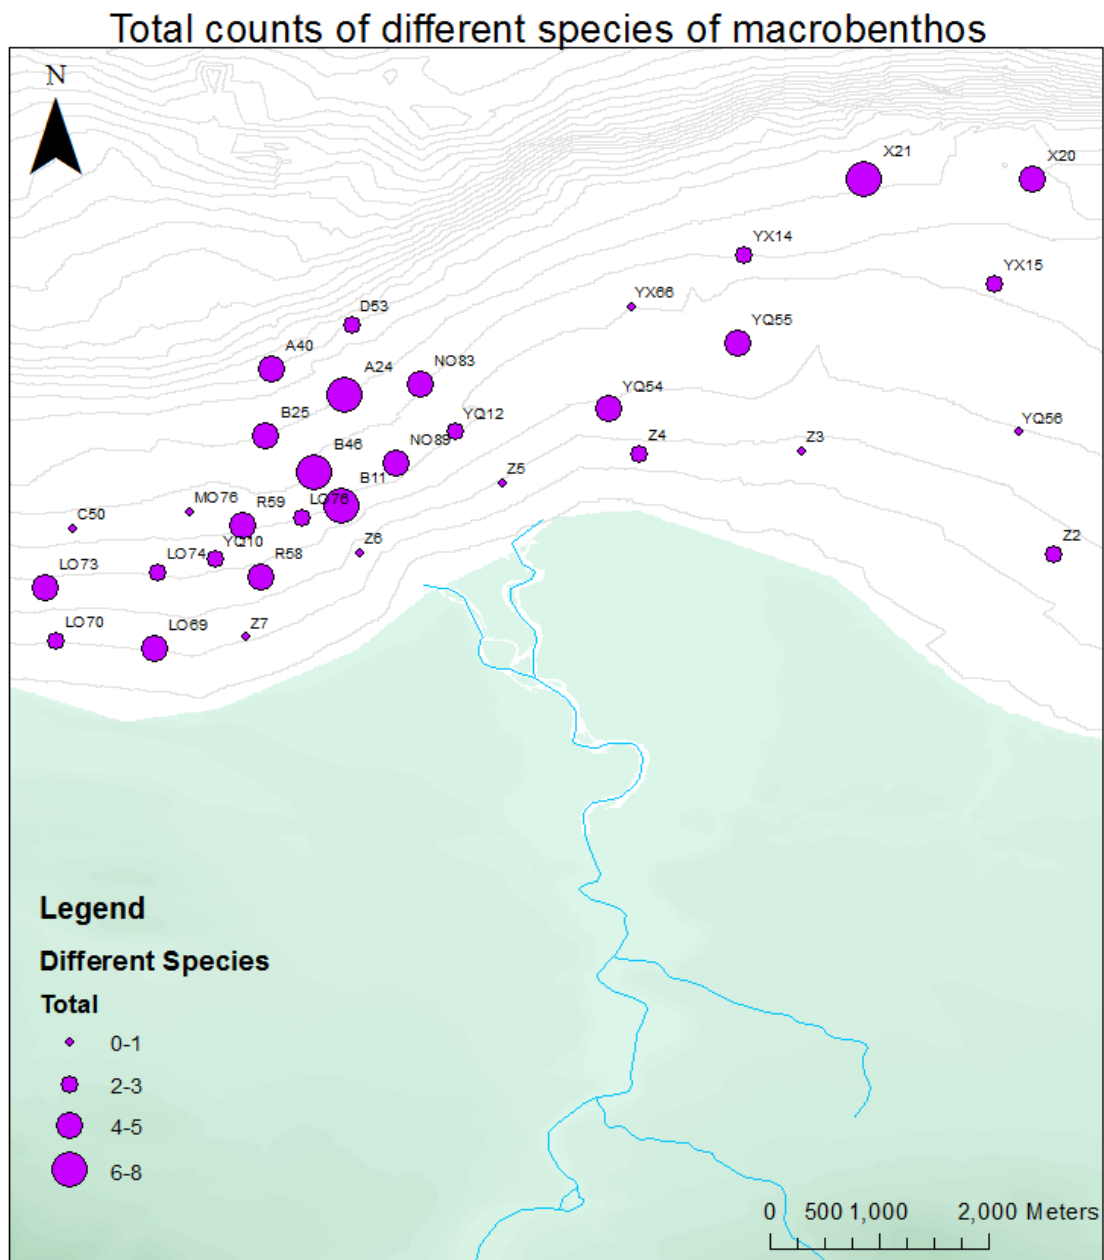 Total counts of different species of macrobenthos
N
X21
X20
YX14
YX15
YX66
D53
YQ55
A40
A24
NO83
YQ54
B25
YQ12
YQ56
B46
NO89
Z4
Z3
Z5
B11
MO76
R59
LO76
C50
Z6
Z2
YQ10
LO74
R58
LO73
LO70
LO69
Z7
Legend
Different Species
Total
0-1
2-3
4-5
6-8
0 500 1,000 2,000 Meters